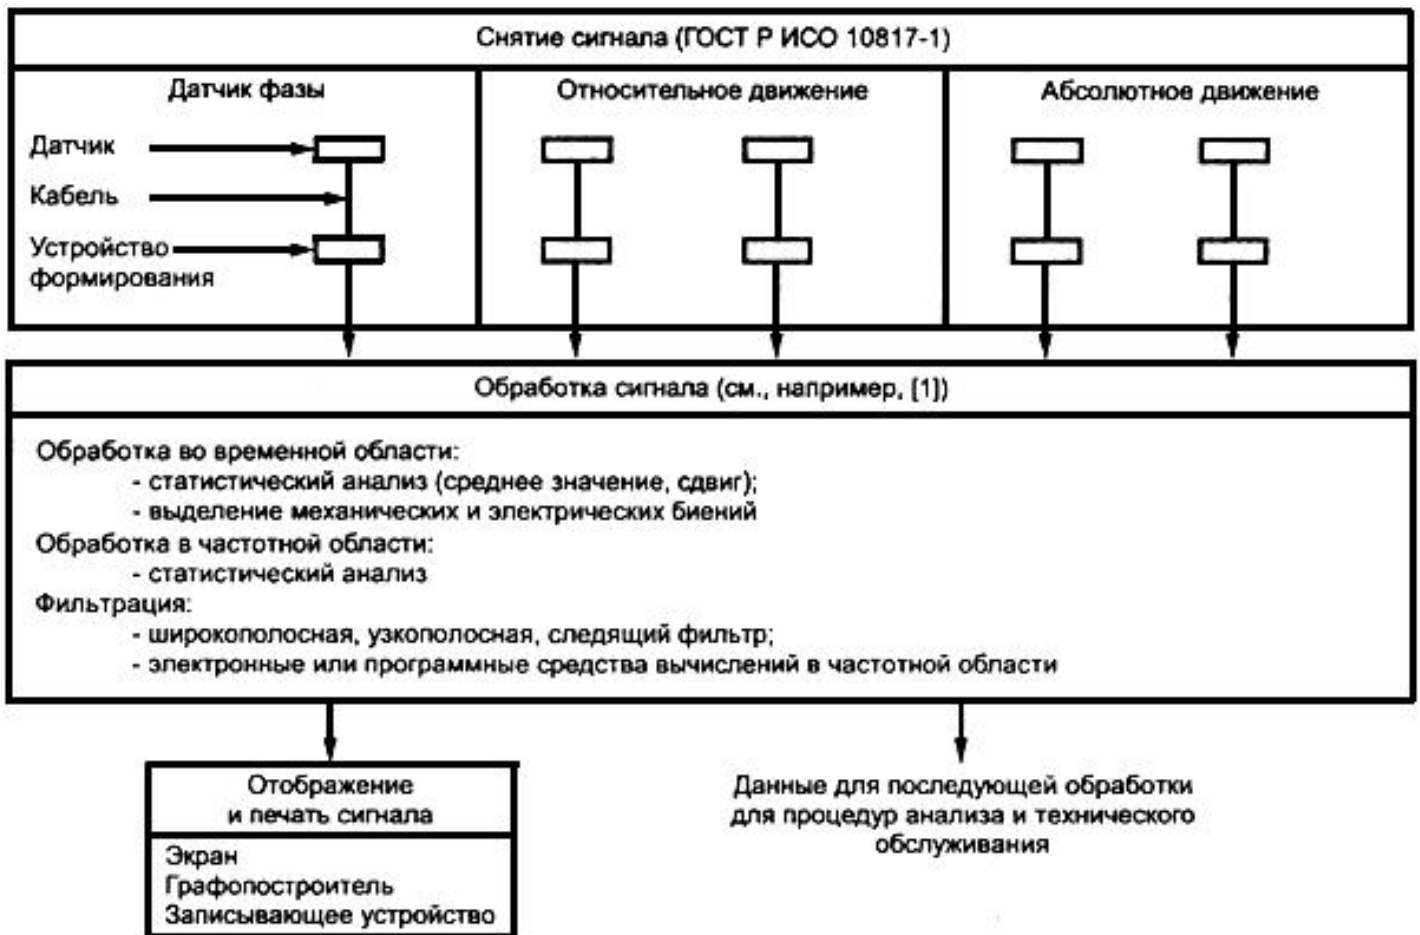 Снятие сигнала (ГОСТ Р ИСО 10817-1)
Датчик фазы
Относительное движение
Абсолютное движение
Датчик
Кабель
Устройство
формирования
Обработка сигнала (см., например, [1])
Обработка во временной области:
- статистический анализ (среднее значение, сдвиг);
- выделение механических и электрических биений
Обработка в частотной области:
- статистический анализ
Фильтрация:
- широкополосная, узкополосная, следящий фильтр;
- электронные или программные средства вычислений в частотной области
Отображение
и печать сигнала
Экран
Графопостроитель
Записывающее устройство
Данные для последующей обработки
для процедур анализа и технического
обслуживания